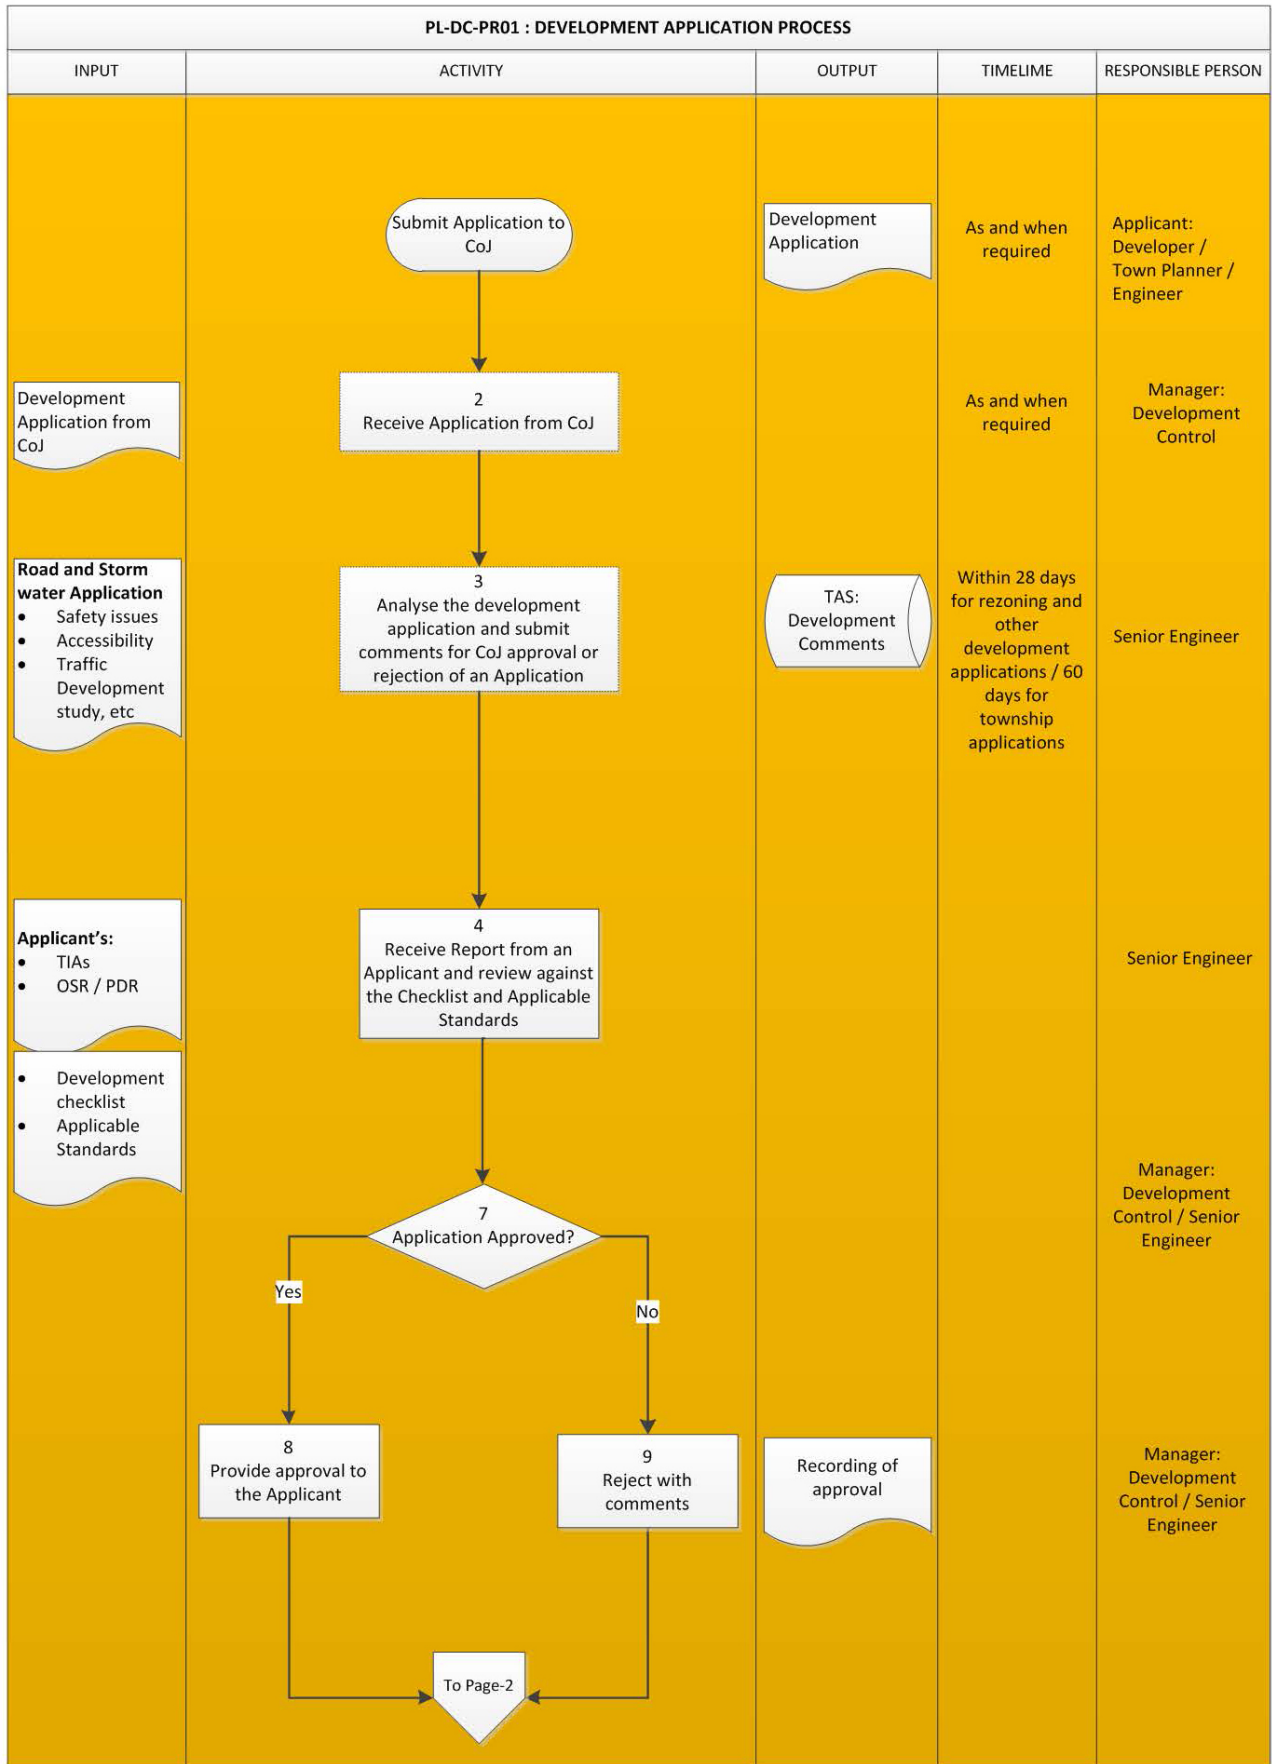 PL-DC-PR01 : DEVELOPMENT APPLICATION PROCESS
INPUT
ACTIVITY
OUTPUT
TIMELIME
RESPONSIBLE PERSON
Submit Application to
CoJ
Development
Application
As and when
required
Applicant:
Developer /
Town Planner /
Engineer
Development
Application from
CoJ
2
Receive Application from CoJ
As and when
required
Manager:
Development
Control
Road and Storm
water Application
• Safety issues
• Accessibility
• Traffic
Development
study, etc
3
Analyse the development
application and submit
comments for CoJ approval or
rejection of an Application
TAS:
Development
Comments
Within 28 days
for rezoning and
other
development
applications / 60
days for
township
applications
Senior Engineer
Applicant’s:
• TIAs
• OSR / PDR
4
Receive Report from an
Applicant and review against
the Checklist and Applicable
Standards
Senior Engineer
• Development
checklist
• Applicable
Standards
7
Application Approved?
Manager:
Development
Control / Senior
Engineer
Yes
No
8
Provide approval to
the Applicant
9
Reject with
comments
Recording of
approval
Manager:
Development
Control / Senior
Engineer
To Page-2